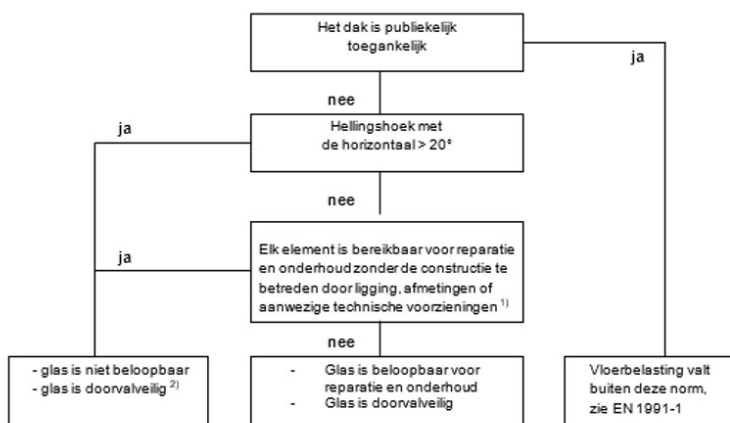 Het dak is publiekelijk
toegankelijk
ja
nee
ja
Hellingshoek met
de horizontaal > 20°
nee
ja
Elk element is bereikbaar voor reparatie
en onderhoud zonder de constructie te
betreden door ligging, afmetingen of
aanwezige technische voorzieningen 1)
nee
- glas is niet beloopbaar
- glas is doorvalveilig 2)
- Glas is beloopbaar voor
reparatie en onderhoud
- Glas is doorvalveilig
Vloerbelasting valt
buiten deze norm,
zie EN 1991-1